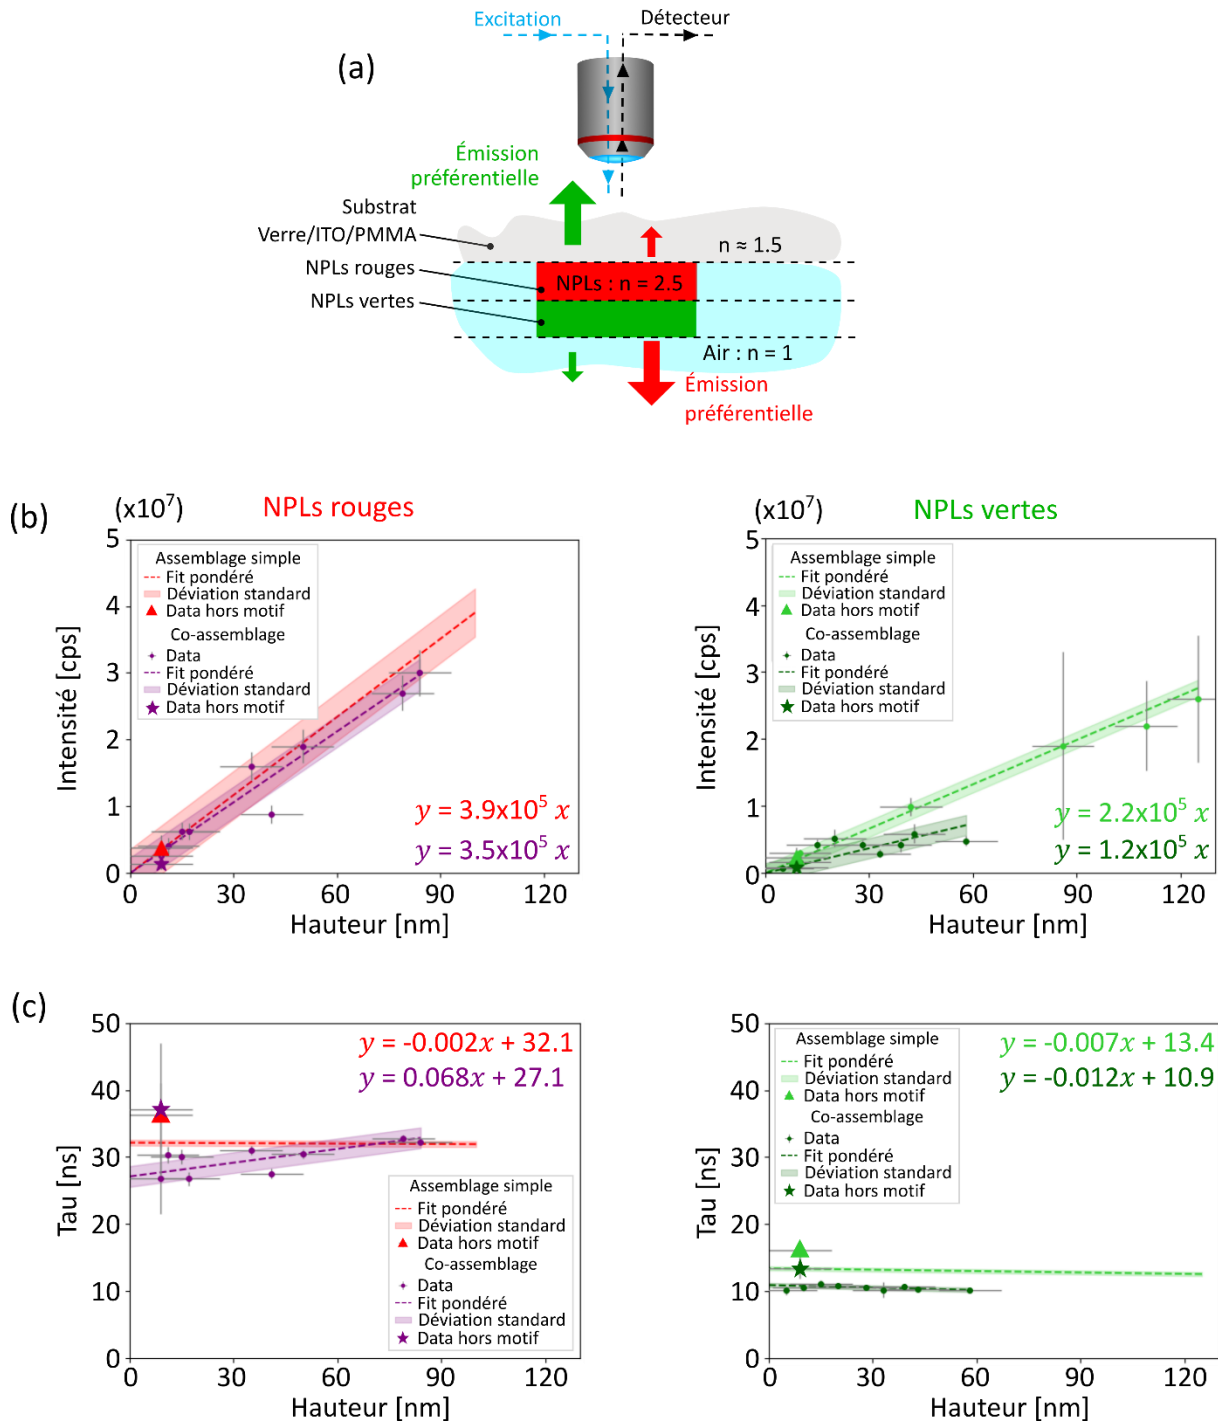 Excitation
Détecteur
(a)
Émission
préférentielle
Substrat
Verre/ITO/PMMA
n ≈ 1.5
NPLs rouges
NPLs : n = 2.5
NPLs vertes
Air : n = 1
Émission
préférentielle
(b)
(x10⁷)
NPLs rouges
5
4
3
2
1
0
Intensité [cps]
Assemblage simple
Fit pondéré
Déviation standard
Data hors motif
Co-assemblage
Data
Fit pondéré
Déviation standard
Data hors motif
y = 3.9x10⁵ x
y = 3.5x10⁵ x
0 30 60 90 120
Hauteur [nm]
(x10⁷)
NPLs vertes
5
4
3
2
1
0
Intensité [cps]
Assemblage simple
Fit pondéré
Déviation standard
Data hors motif
Co-assemblage
Data
Fit pondéré
Déviation standard
Data hors motif
y = 2.2x10⁵ x
y = 1.2x10⁵ x
0 30 60 90 120
Hauteur [nm]
(c)
50
40
30
20
10
0
Tau [ns]
y = -0.002x + 32.1
y = 0.068x + 27.1
Assemblage simple
Fit pondéré
Déviation standard
Data hors motif
Co-assemblage
Data
Fit pondéré
Déviation standard
Data hors motif
0 30 60 90 120
Hauteur [nm]
50
40
30
20
10
0
Tau [ns]
Assemblage simple
Fit pondéré
Déviation standard
Data hors motif
Co-assemblage
Data
Fit pondéré
Déviation standard
Data hors motif
y = -0.007x + 13.4
y = -0.012x + 10.9
0 30 60 90 120
Hauteur [nm]